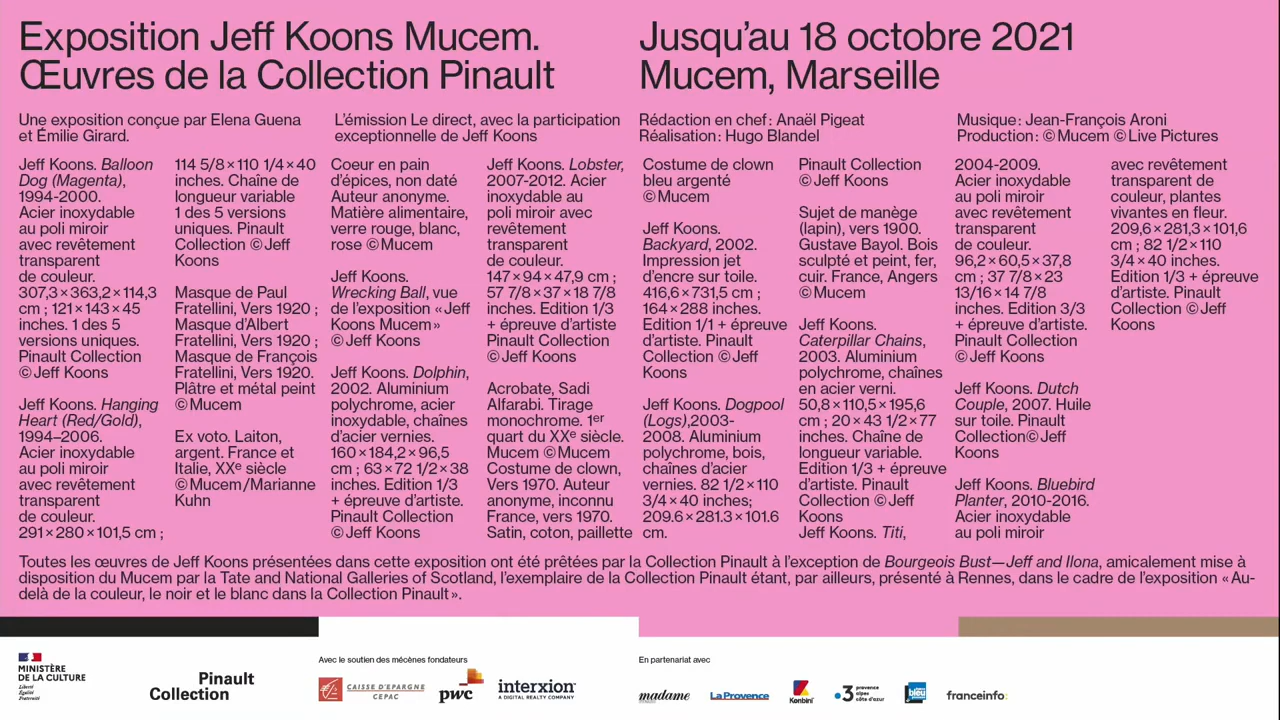 Exposition Jeff Koons Mucem.
Œuvres de la Collection Pinault
Jusqu’au 18 octobre 2021
Mucem, Marseille
Une exposition conçue par Elena Guena
et Émilie Girard.
L’émission Le direct, avec la participation
exceptionnelle de Jeff Koons
Rédaction en chef : Anaël Pigeat
Réalisation : Hugo Blandel
Musique : Jean-François Aroni
Production : © Mucem © Live Pictures
Jeff Koons. Balloon
Dog (Magenta),
1994-2000.
Acier inoxydable
au poli miroir
avec revêtement
transparent
de couleur.
307,3 × 363,2 × 114,3
cm ; 121 × 143 × 45
inches. 1 des 5
versions uniques.
Pinault Collection
© Jeff Koons
Jeff Koons. Hanging
Heart (Red/Gold),
1994–2006.
Acier inoxydable
au poli miroir
avec revêtement
transparent
de couleur.
291 × 280 × 101,5 cm ;
114 5/8 × 110 1/4 × 40
inches. Chaîne de
longueur variable
1 des 5 versions
uniques. Pinault
Collection © Jeff
Koons
Masque de Paul
Fratellini, Vers 1920 ;
Masque d’Albert
Fratellini, Vers 1920 ;
Masque de François
Fratellini, Vers 1920.
Plâtre et métal peint
© Mucem
Ex voto. Laiton,
argent. France et
Italie, XXe siècle
© Mucem / Marianne
Kuhn
Coeur en pain
d’épices, non daté
Auteur anonyme.
Matière alimentaire,
verre rouge, blanc,
rose © Mucem
Jeff Koons.
Wrecking Ball, vue
de l’exposition « Jeff
Koons Mucem »
© Jeff Koons
Jeff Koons. Dolphin,
2002. Aluminium
polychrome, acier
inoxydable, chaînes
d’acier vernies.
160 × 184,2 × 96,5
cm ; 63 × 72 1/2 × 38
inches. Edition 1/3
+ épreuve d’artiste.
Pinault Collection
© Jeff Koons
Jeff Koons. Lobster,
2007-2012. Acier
inoxydable au
poli miroir avec
revêtement
transparent
de couleur.
147 × 94 × 47,9 cm ;
57 7/8 × 37 × 18 7/8
inches. Edition 1/3
+ épreuve d’artiste
Pinault Collection
© Jeff Koons
Acrobate, Sadi
Alfarabi. Tirage
monochrome. 1er
quart du XXe siècle.
Mucem © Mucem
Costume de clown,
Vers 1970. Auteur
anonyme, inconnu
France, vers 1970.
Satin, coton, paillette
Costume de clown
bleu argenté
© Mucem
Jeff Koons.
Backyard, 2002.
Impression jet
d’encre sur toile.
416,6 × 731,5 cm ;
164 × 288 inches.
Edition 1/1 + épreuve
d’artiste. Pinault
Collection © Jeff
Koons
Jeff Koons. Dogpool
(Logs),2003-
2008. Aluminium
polychrome, bois,
chaînes d’acier
vernies. 82 1/2 × 110
3/4 × 40 inches;
209.6 × 281.3 × 101.6
cm.
Pinault Collection
© Jeff Koons
Sujet de manège
(lapin), vers 1900.
Gustave Bayol. Bois
sculpté et peint, fer,
cuir. France, Angers
© Mucem
Jeff Koons.
Caterpillar Chains,
2003. Aluminium
polychrome, chaînes
en acier verni.
50,8 × 110,5 × 195,6
cm ; 20 × 43 1/2 × 77
inches. Chaîne de
longueur variable.
Edition 1/3 + épreuve
d’artiste. Pinault
Collection © Jeff
Koons
Jeff Koons. Titi,
2004-2009.
Acier inoxydable
au poli miroir
avec revêtement
transparent
de couleur.
96,2 × 60,5 × 37,8
cm ; 37 7/8 × 23
13/16 × 14 7/8
inches. Edition 3/3
+ épreuve d’artiste.
Pinault Collection
© Jeff Koons
Jeff Koons. Dutch
Couple, 2007. Huile
sur toile. Pinault
Collection© Jeff
Koons
Jeff Koons. Bluebird
Planter, 2010-2016.
Acier inoxydable
au poli miroir
avec revêtement
transparent de
couleur, plantes
vivantes en fleur.
209,6 × 281,3 × 101,6
cm ; 82 1/2 × 110
3/4 × 40 inches.
Edition 1/3 + épreuve
d’artiste. Pinault
Collection © Jeff
Koons
Toutes les œuvres de Jeff Koons présentées dans cette exposition ont été prêtées par la Collection Pinault à l’exception de Bourgeois Bust—Jeff and Ilona, amicalement mise à
disposition du Mucem par la Tate and National Galleries of Scotland, l’exemplaire de la Collection Pinault étant, par ailleurs, présenté à Rennes, dans le cadre de l’exposition « Au-
delà de la couleur, le noir et le blanc dans la Collection Pinault ».
MINISTÈRE
DE LA CULTURE
Liberté
Égalité
Fraternité
Pinault
Collection
Avec le soutien des mécènes fondateurs
CAISSE D’EPARGNE
CEPAC
pwc
interxion™
A DIGITAL REALTY COMPANY
En partenariat avec
madame
La Provence
Konbini
3 provence
alpes
côte d’azur
bleu
franceinfo: